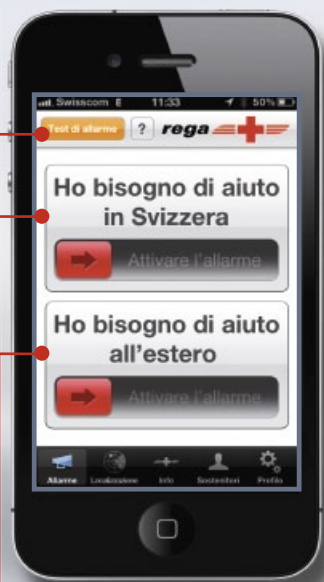 Swisscom E 11:33 50%
Test di allarme ? rega
Ho bisogno di aiuto
in Svizzera
Attivare l'allarme
Ho bisogno di aiuto
all'estero
Attivare l'allarme
Allarme Localizzazione Info Sostenitori Profilo